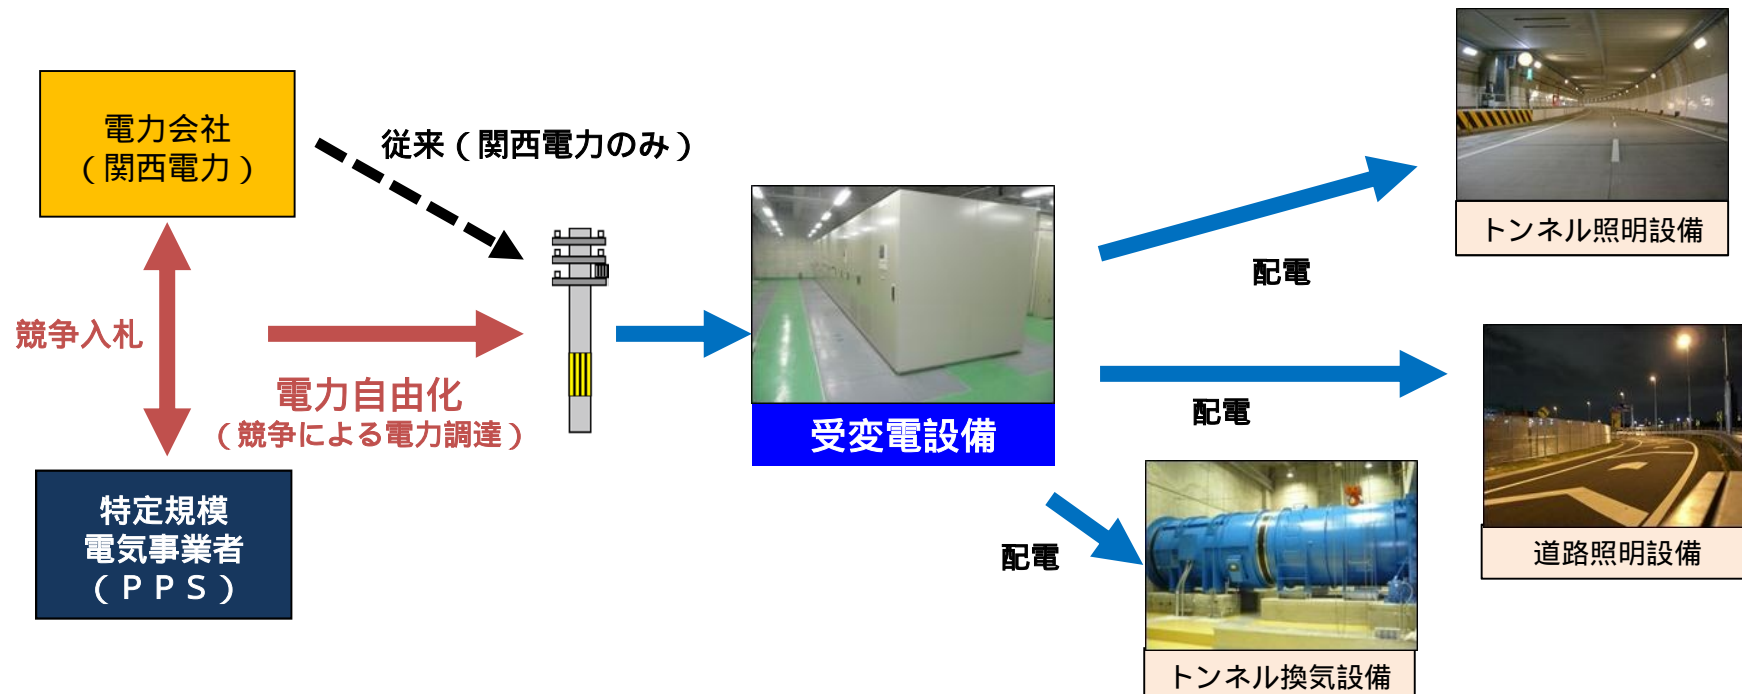 電力会社
（関西電力）
従来（関西電力のみ）
競争入札
電力自由化
（競争による電力調達）
特定規模
電気事業者
（ＰＰＳ）
受変電設備
配電
トンネル照明設備
配電
道路照明設備
配電
トンネル換気設備